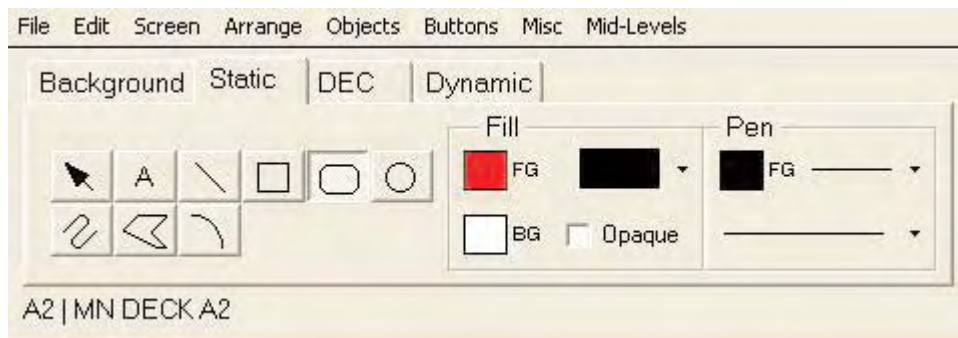 File Edit Screen Arrange Objects Buttons Misc Mid-Levels
Background Static DEC Dynamic
Fill Pen
A FG FG
BG Opaque
A2 | MN DECK A2